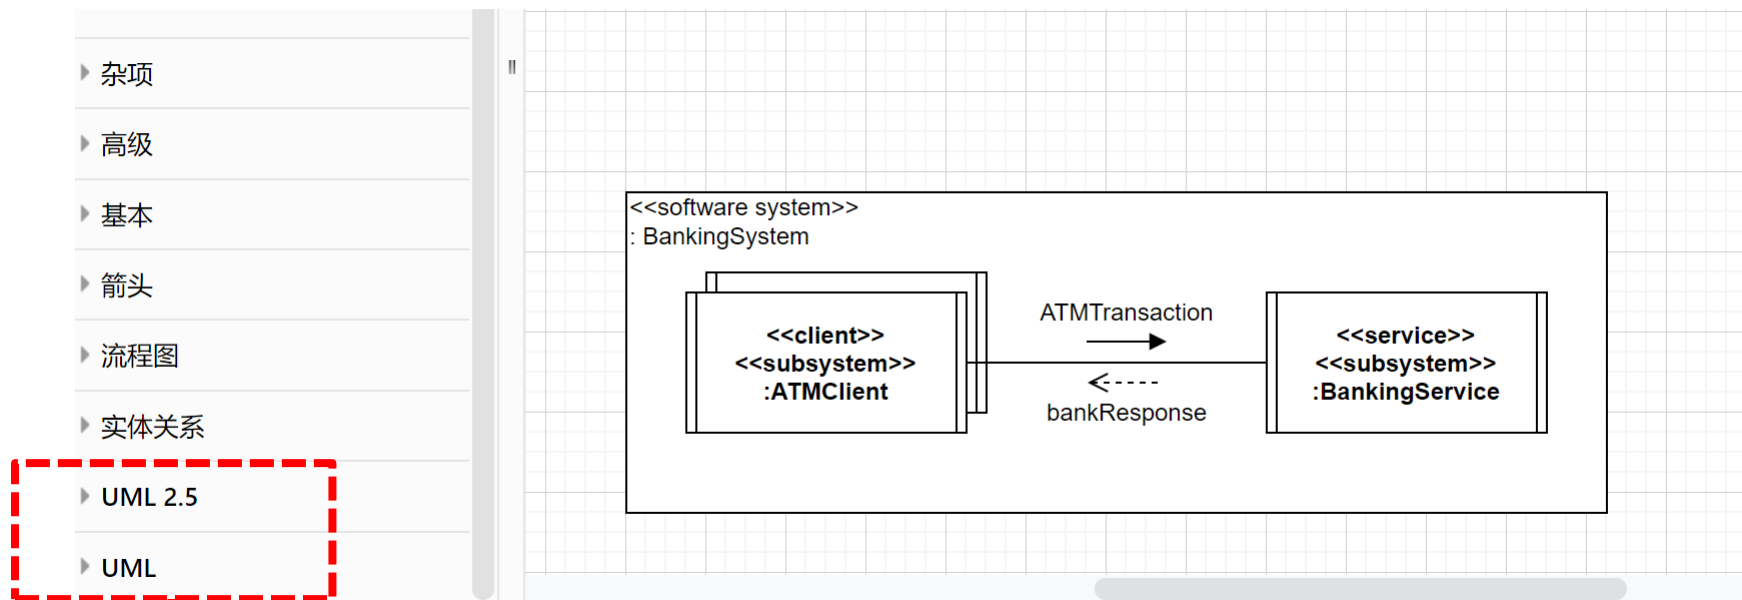 杂项
高级
基本
箭头
流程图
实体关系
UML 2.5
UML
<<software system>>
: BankingSystem
<<client>>
<<subsystem>>
:ATMClient
ATMTransaction
bankResponse
<<service>>
<<subsystem>>
:BankingService